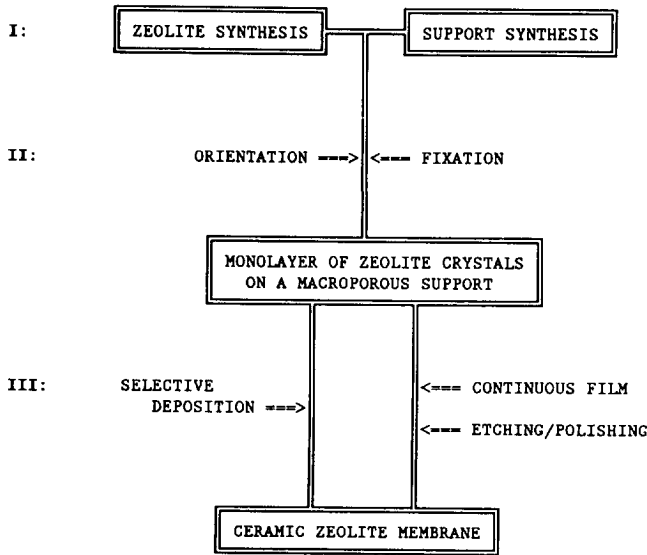 I: ZEOLITE SYNTHESIS SUPPORT SYNTHESIS
II: ORIENTATION ===> <=== FIXATION
MONOLAYER OF ZEOLITE CRYSTALS
ON A MACROPOROUS SUPPORT
III: SELECTIVE <=== CONTINUOUS FILM
DEPOSITION ===>
<=== ETCHING/POLISHING
CERAMIC ZEOLITE MEMBRANE